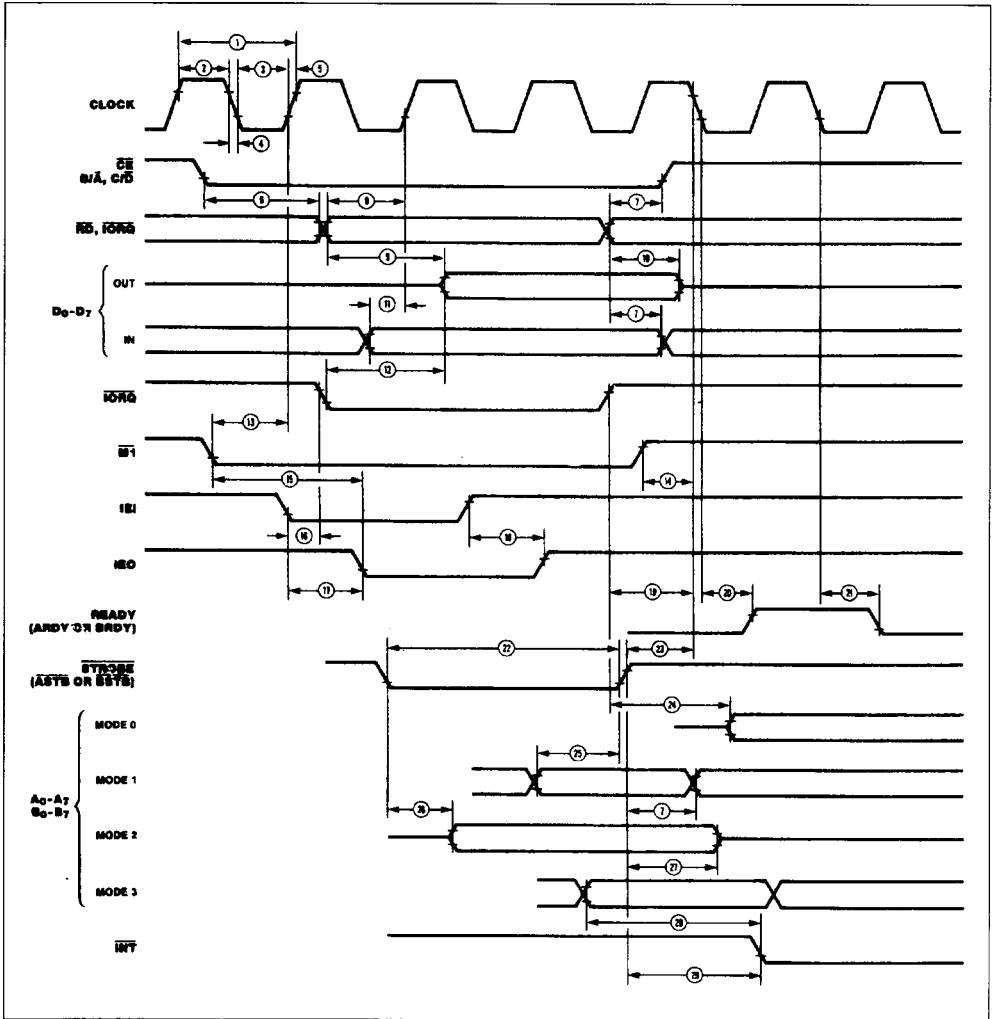 1
2 3 5
CLOCK
4
CE
B/A, C/D
6 8 7
RD, IORQ
9 10
OUT
D0-D7
11 7
IN
12
IORQ
13
M1
15 14
IEI
16 18
IEO
17 19 20 21
READY
(ARDY OR BRDY)
22 23
STROBE
(ASTB OR BSTB)
24
MODE 0
25
MODE 1
A0-A7
B0-B7
26 7
MODE 2
27
MODE 3
28
INT
29